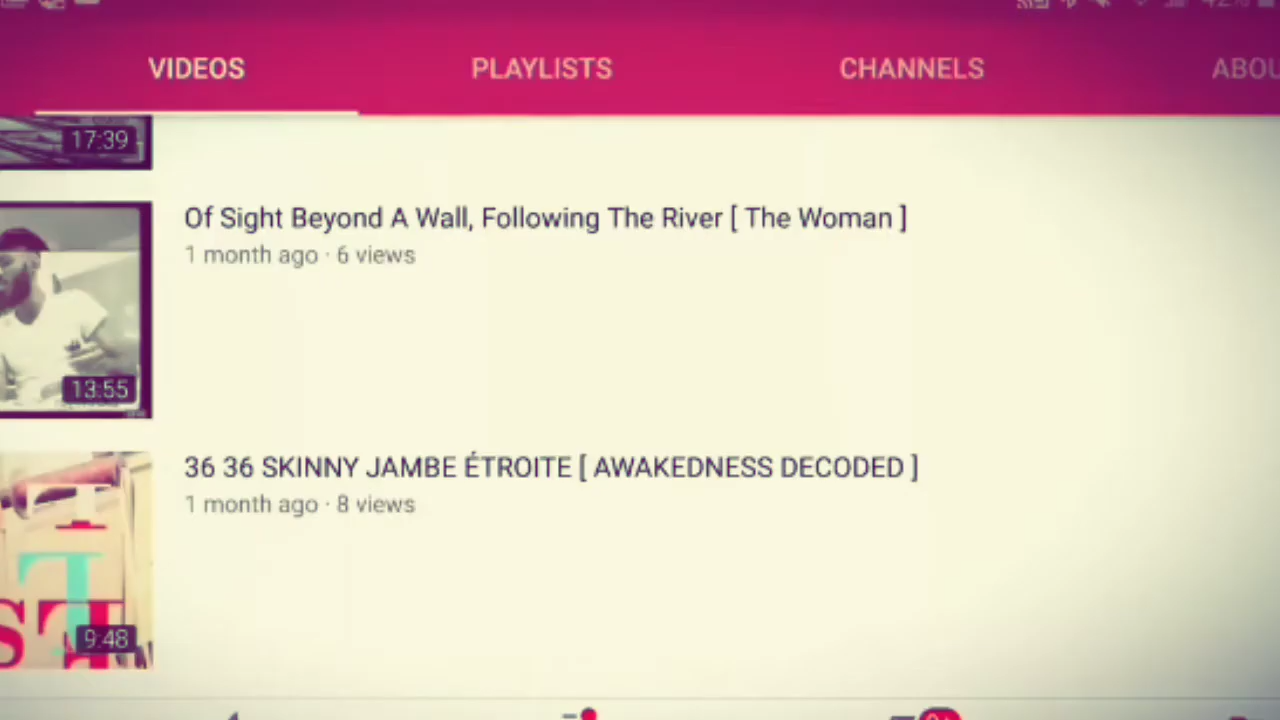 VIDEOS PLAYLISTS CHANNELS ABOU
17:39
Of Sight Beyond A Wall, Following The River [ The Woman ]
1 month ago · 6 views
13:55
36 36 SKINNY JAMBE ÉTROITE [ AWAKEDNESS DECODED ]
1 month ago · 8 views
T
T
ST
9:48